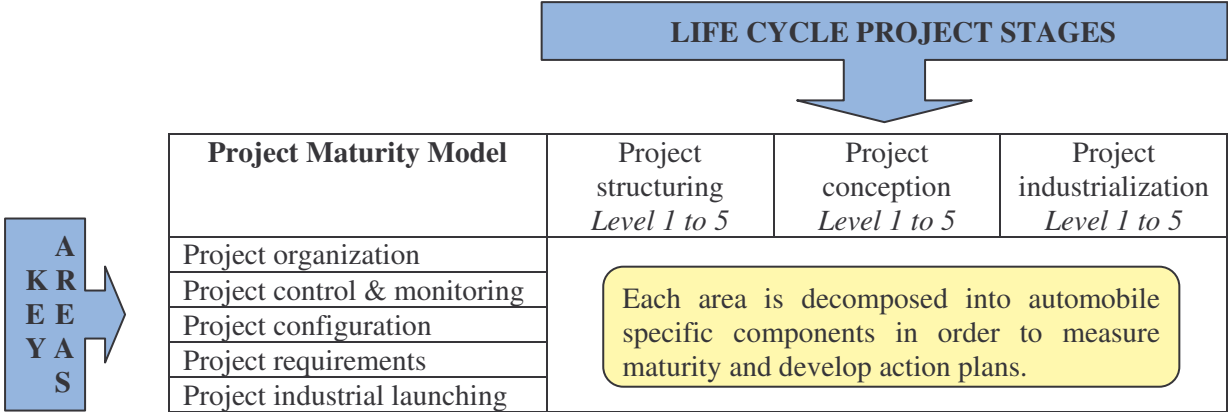 LIFE CYCLE PROJECT STAGES
Project Maturity Model
Project
structuring
Level 1 to 5
Project
conception
Level 1 to 5
Project
industrialization
Level 1 to 5
KEY
AREAS
Project organization
Project control & monitoring
Project configuration
Project requirements
Project industrial launching
Each area is decomposed into automobile
specific components in order to measure
maturity and develop action plans.